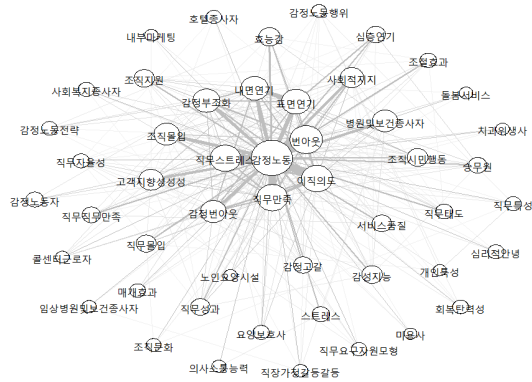 감정노동행위
호텔종사자
내부마케팅
효능감
심층연기
조절효과
조직지원
사회적지지
사회복지종사자
내면연기
표면연기
돌봄서비스
감정부조화
감정노동전략
조직몰입
병원및보건종사자
치과위생사
번아웃
직무자율성
직무스트레스
감정노동
조직시민행동
승무원
고객지향성성성
이직의도
감정노동자
직무만족
직무특성
감정번아웃
직무태도
서비스품질
직무몰입
심리적안녕
콜센터근로자
노인요양시설
감정고갈
감성지능
개인특성
매개효과
임상병원및보건종사자
직무성과
스트레스
회복탄력성
요양보호사
미용사
조직문화
직무요구자원모형
의사소통능력
직장가정갈등갈등